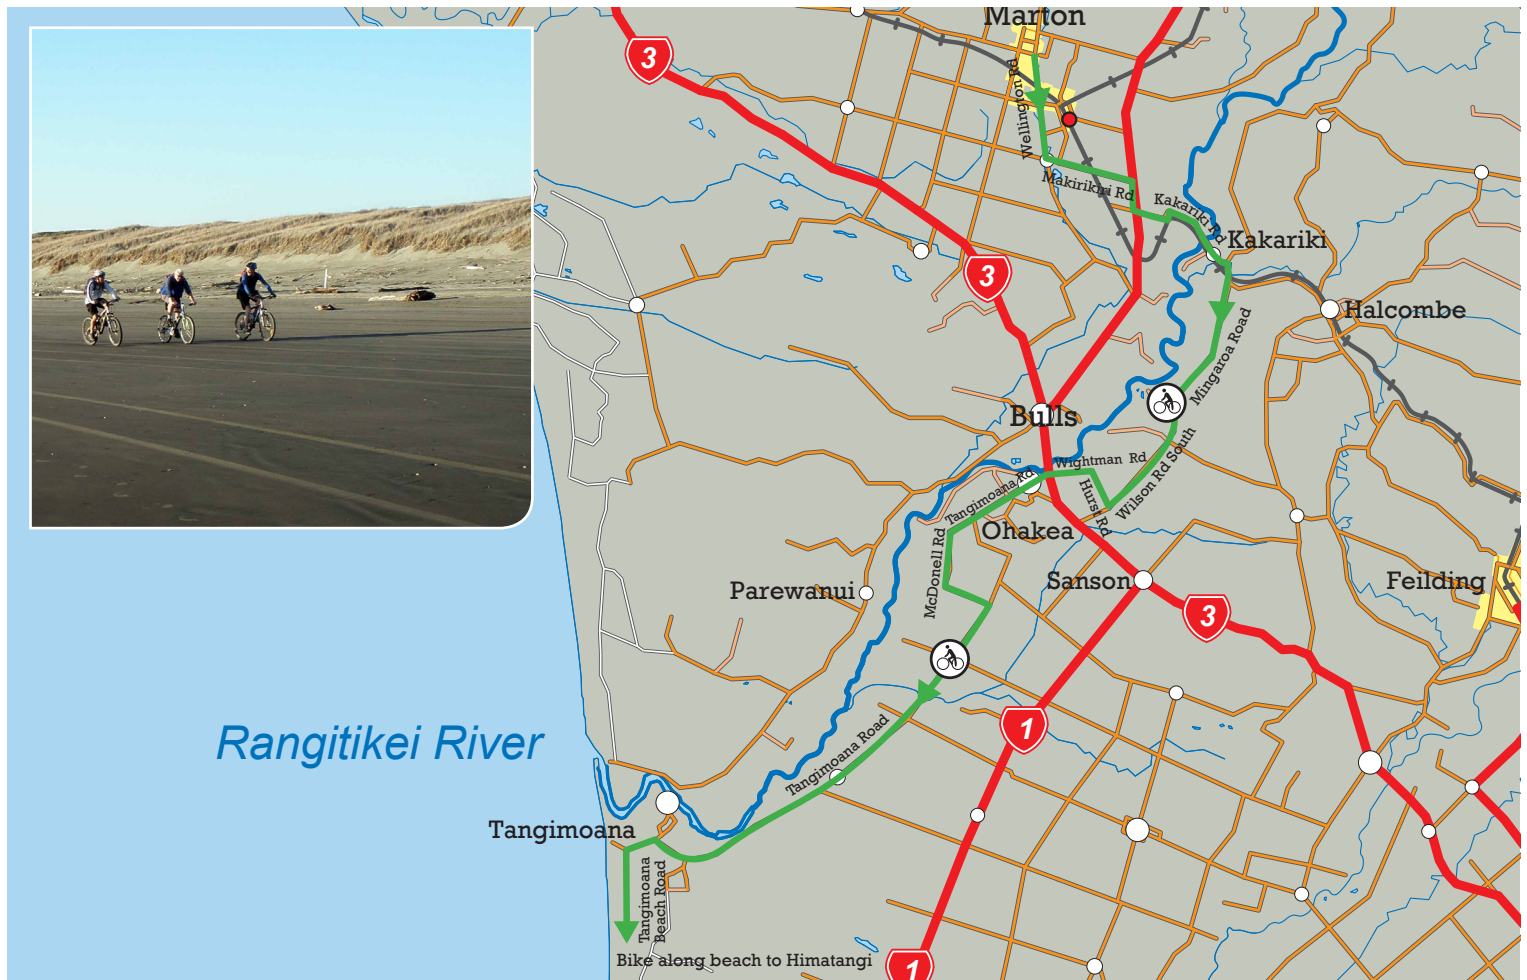 Marton
3
Wellington Rd
Makirikiri Rd
Kakariki Rd
Kakariki
3
Halcombe
Mingaroa Road
Bulls
Wightman Rd
Tangimoana Rd
Hurst Rd
Wilson Rd South
Ohakea
McDonell Rd
Sanson
Feilding
Parewanui
3
1
Rangitikei River
Tangimoana Road
Tangimoana
Tangimoana
Beach Road
Bike along beach to Himatangi
1